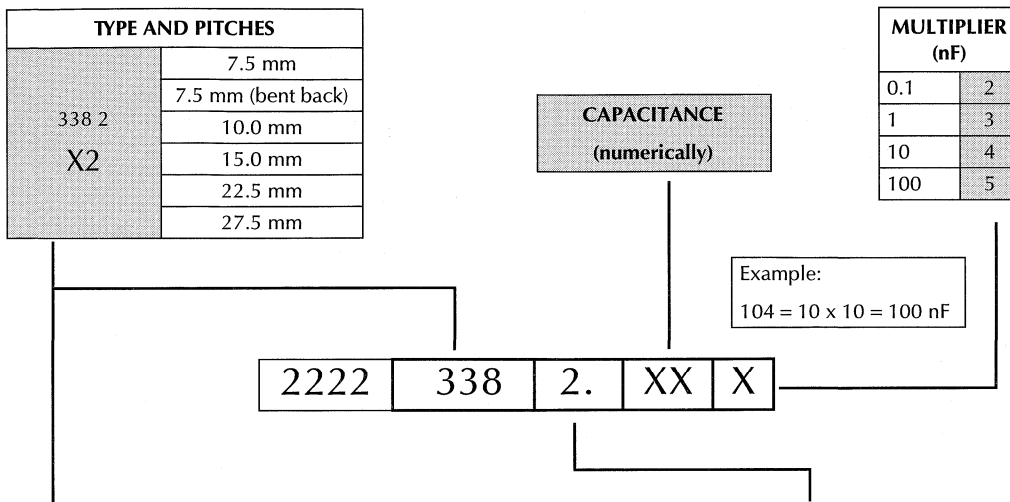 TYPE AND PITCHES
338 2
X2
7.5 mm
7.5 mm (bent back)
10.0 mm
15.0 mm
22.5 mm
27.5 mm
CAPACITANCE
(numerically)
MULTIPLIER
(nF)
0.1 2
1 3
10 4
100 5
Example:
104 = 10 x 10 = 100 nF
2222 338 2. XX X